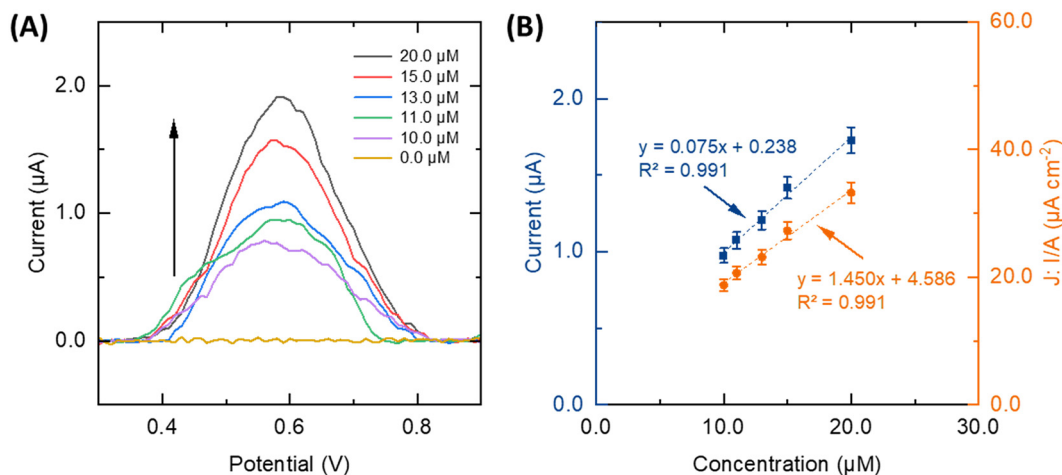 (A)
Current (µA)
2.0
1.0
0.0
20.0 µM
15.0 µM
13.0 µM
11.0 µM
10.0 µM
0.0 µM
0.4
0.6
0.8
Potential (V)
(B)
Current (µA)
2.0
1.0
0.0
y = 0.075x + 0.238
R² = 0.991
y = 1.450x + 4.586
R² = 0.991
60.0
40.0
20.0
0.0
J: I/A (µA cm⁻²)
0.0
10.0
20.0
30.0
Concentration (µM)